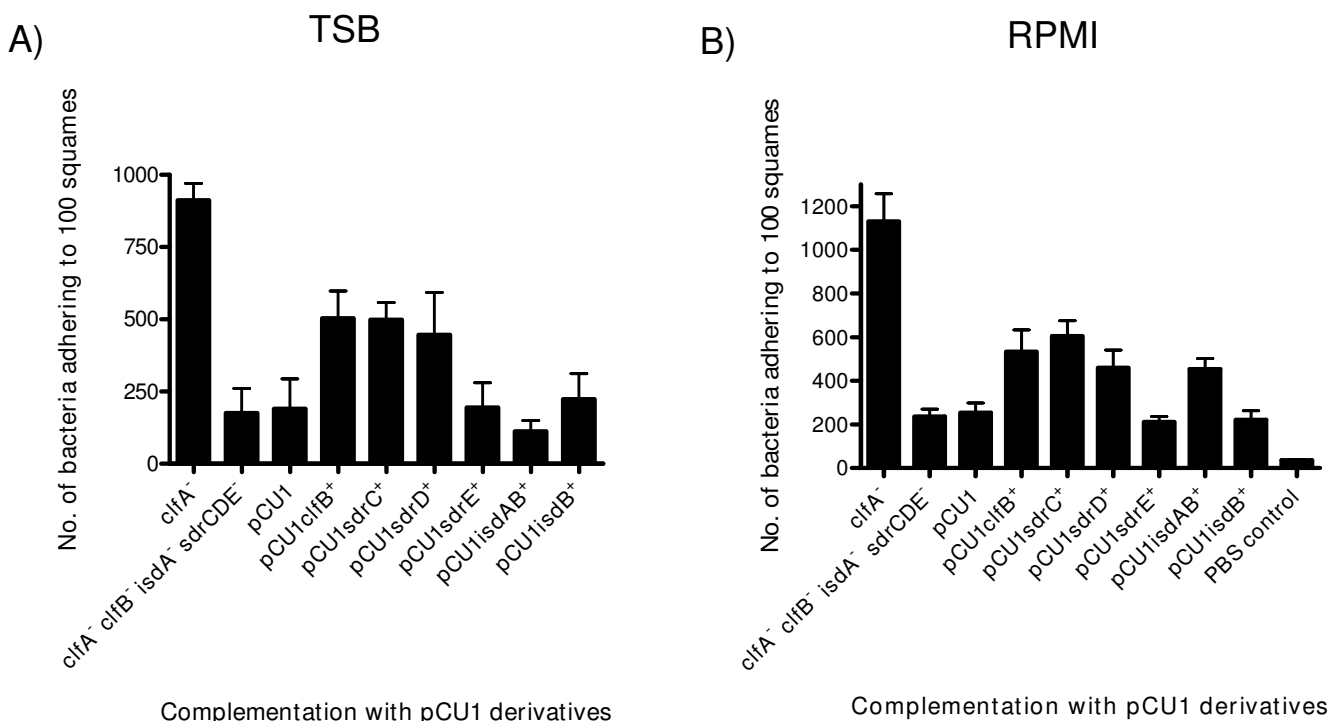 A)
TSB
No. of bacteria adhering to 100 squames
1000
750
500
250
0
clfA⁻
clfA⁻ clfB⁻ isdA⁻ sdrCDE⁻
pCU1
pCU1clfB⁺
pCU1sdrC⁺
pCU1sdrD⁺
pCU1sdrE⁺
pCU1isdAB⁺
pCU1isdB⁺
Complementation with pCU1 derivatives
B)
RPMI
No. of bacteria adhering to 100 squames
1200
1000
800
600
400
200
0
clfA⁻
clfA⁻ clfB⁻ isdA⁻ sdrCDE⁻
pCU1
pCU1clfB⁺
pCU1sdrC⁺
pCU1sdrD⁺
pCU1sdrE⁺
pCU1isdAB⁺
pCU1isdB⁺
PBS control
Complementation with pCU1 derivatives